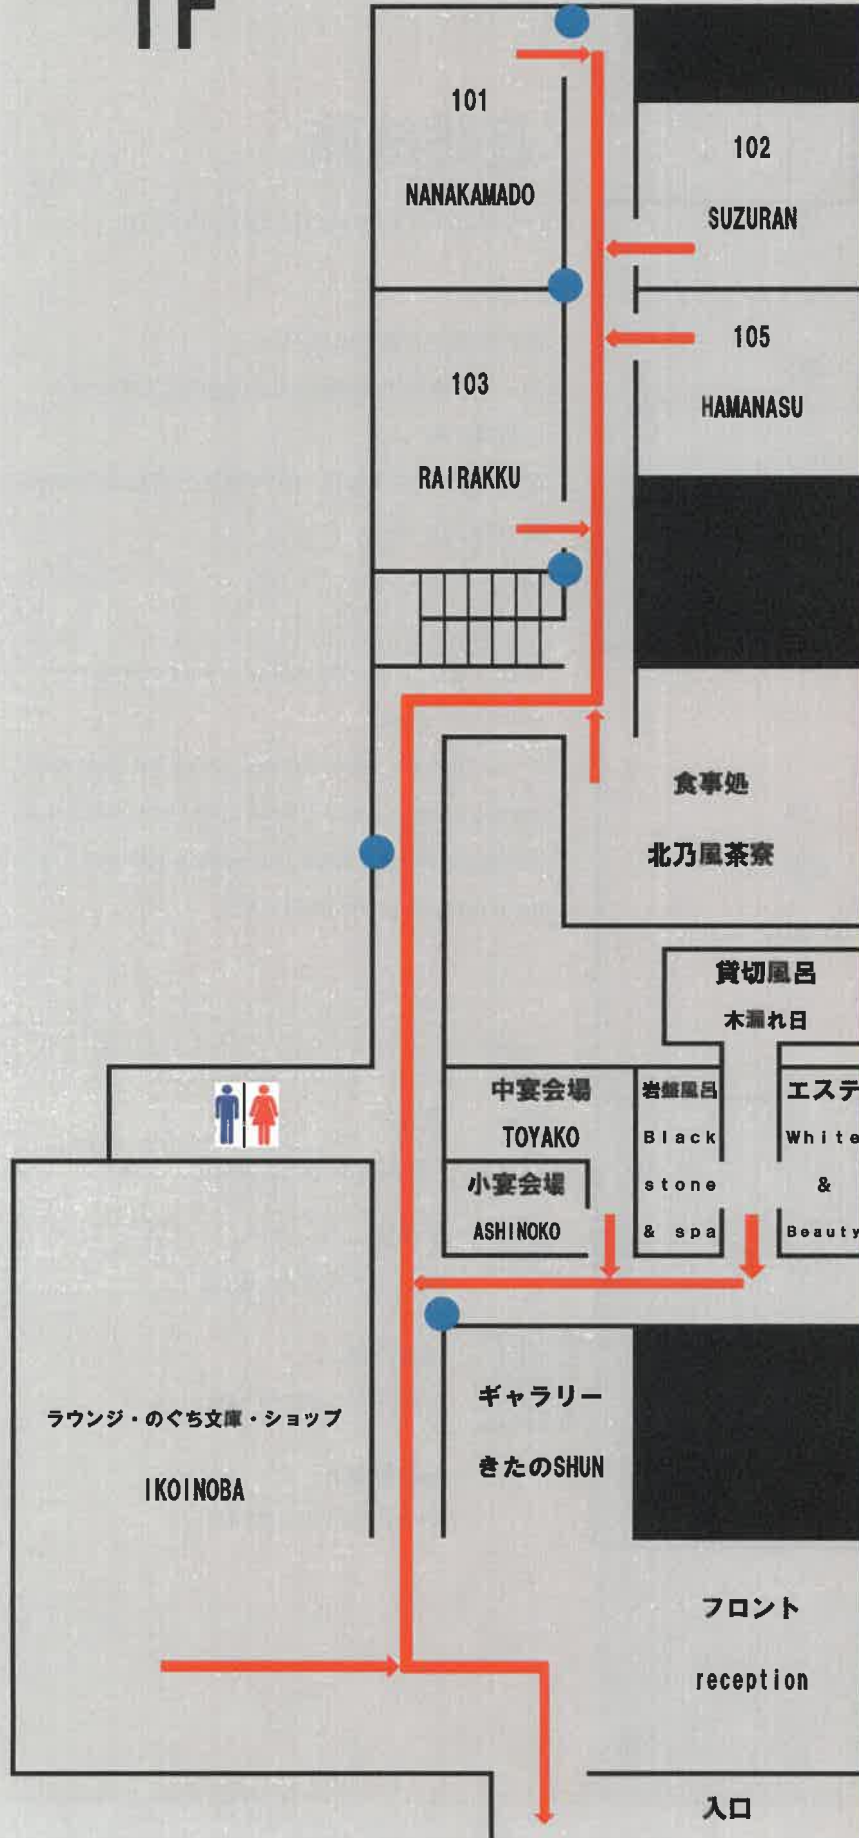 101
NANAKAMADO
102
SUZURAN
105
HAMANASU
103
RAIRAKKU
食事処
北乃風茶寮
貸切風呂
木漏れ日
中宴会場
TOYAKO
小宴会場
ASHINOKO
岩盤風呂
Black
stone
& spa
エステ
White
&
Beauty
ギャラリー
きたのSHUN
ラウンジ・のぐち文庫・ショップ
IKOINOBA
フロント
reception
入口